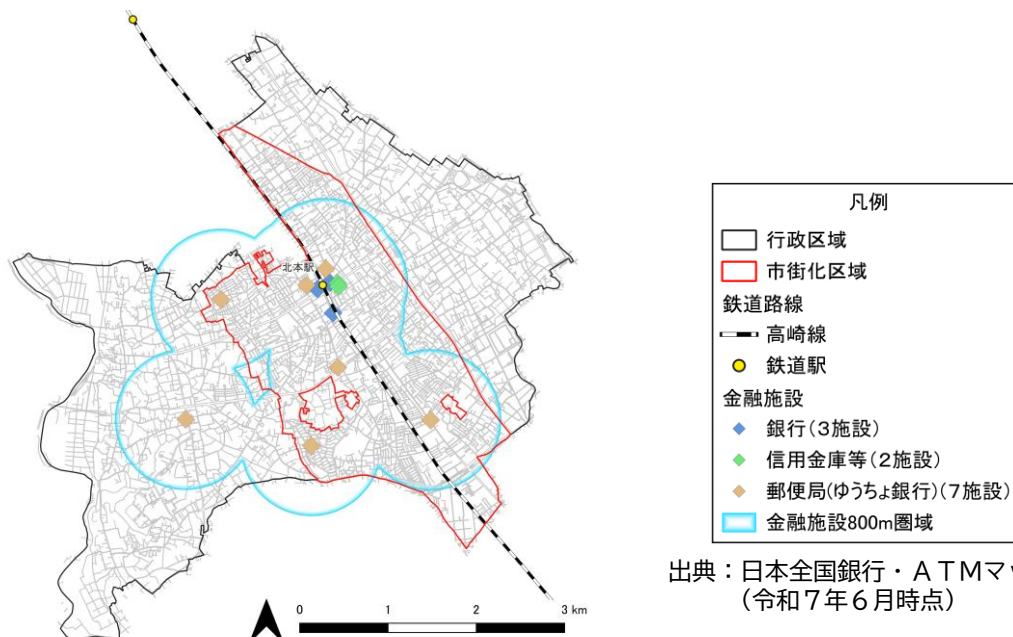 北本駅
0 1 2 3 km
凡例
行政区域
市街化区域
鉄道路線
高崎線
鉄道駅
金融施設
銀行(3施設)
信用金庫等(2施設)
郵便局(ゆうちょ銀行)(7施設)
金融施設800m圏域
出典:日本全国銀行・ATMマッ
(令和7年6月時点)